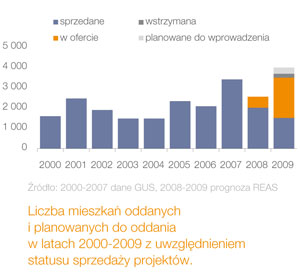 sprzedane
wstrzymana
w ofercie
planowane do wprowadzenia
5 000
4 000
3 000
2 000
1 000
0
2000 2001 2002 2003 2004 2005 2006 2007 2008 2009
Źródło: 2000-2007 dane GUS, 2008-2009 prognoza REAS
Liczba mieszkań oddanych
i planowanych do oddania
w latach 2000-2009 z uwzględnieniem
statusu sprzedaży projektów.